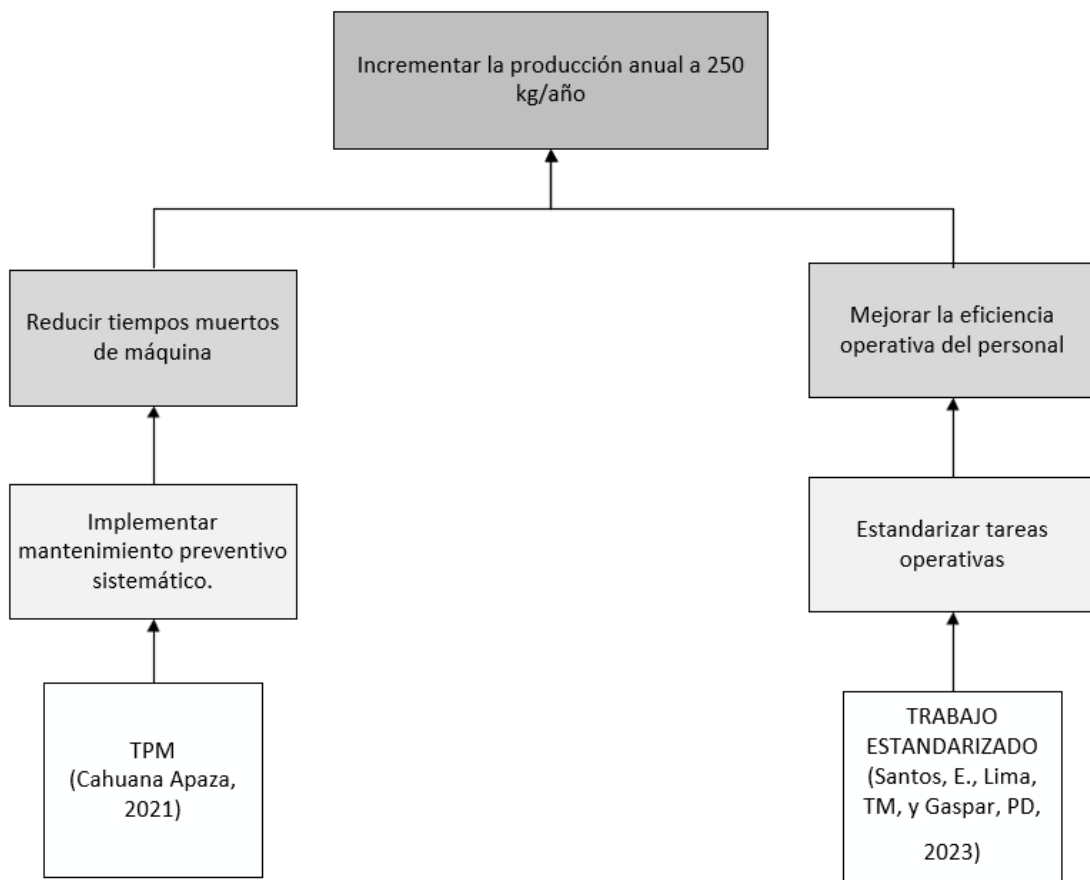 Incrementar la producción anual a 250
kg/año
Reducir tiempos muertos
de máquina
Mejorar la eficiencia
operativa del personal
Implementar
mantenimiento preventivo
sistemático.
Estandarizar tareas
operativas
TPM
(Cahuana Apaza,
2021)
TRABAJO
ESTANDARIZADO
(Santos, E., Lima,
TM, y Gaspar, PD,
2023)